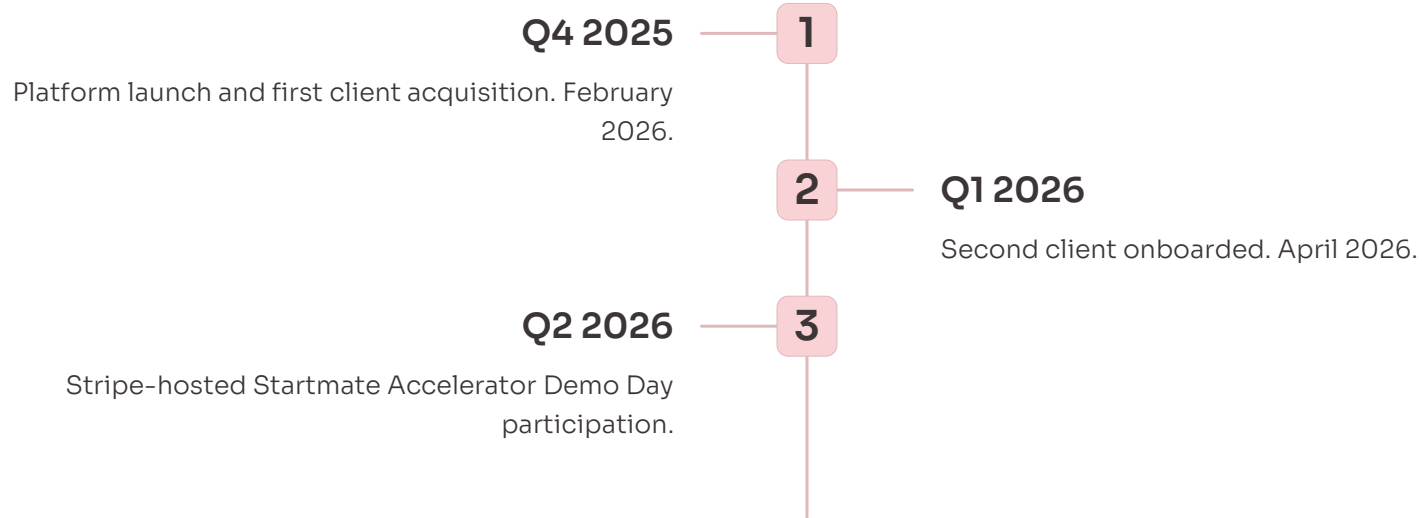 Q4 2025
1
Platform launch and first client acquisition. February
2026.
2
Q1 2026
Second client onboarded. April 2026.
Q2 2026
3
Stripe-hosted Startmate Accelerator Demo Day
participation.